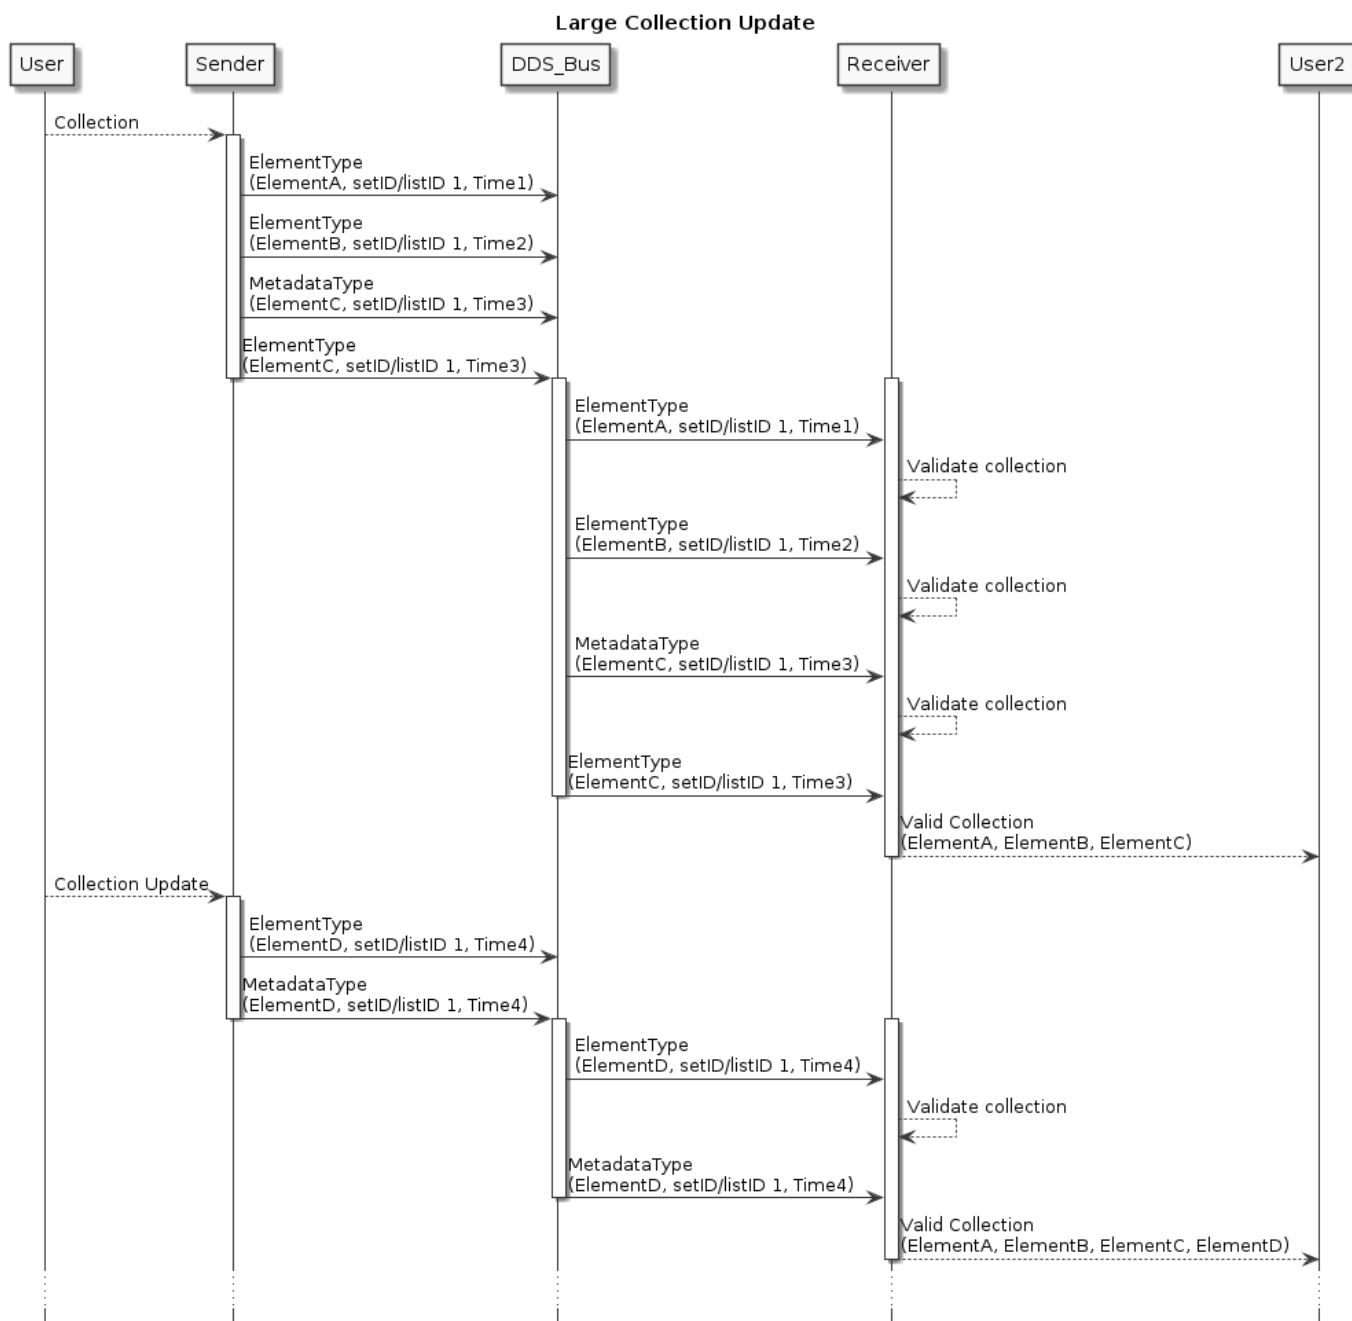 Large Collection Update
User
Sender
DDS_Bus
Receiver
User2
Collection
ElementType
(ElementA, setID/listID 1, Time1)
ElementType
(ElementB, setID/listID 1, Time2)
MetadataType
(ElementC, setID/listID 1, Time3)
ElementType
(ElementC, setID/listID 1, Time3)
ElementType
(ElementA, setID/listID 1, Time1)
Validate collection
ElementType
(ElementB, setID/listID 1, Time2)
Validate collection
MetadataType
(ElementC, setID/listID 1, Time3)
Validate collection
ElementType
(ElementC, setID/listID 1, Time3)
Valid Collection
(ElementA, ElementB, ElementC)
Collection Update
ElementType
(ElementD, setID/listID 1, Time4)
MetadataType
(ElementD, setID/listID 1, Time4)
ElementType
(ElementD, setID/listID 1, Time4)
Validate collection
MetadataType
(ElementD, setID/listID 1, Time4)
Valid Collection
(ElementA, ElementB, ElementC, ElementD)